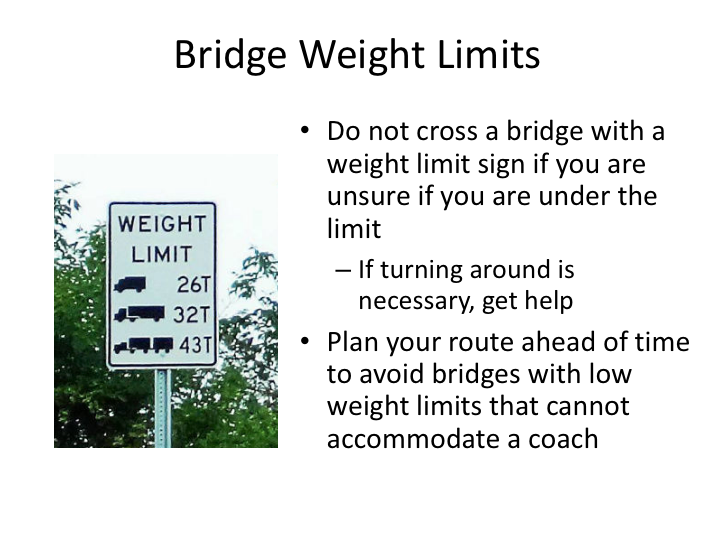 Bridge Weight Limits
WEIGHT
LIMIT
26T
32T
43T
• Do not cross a bridge with a
weight limit sign if you are
unsure if you are under the
limit
– If turning around is
necessary, get help
• Plan your route ahead of time
to avoid bridges with low
weight limits that cannot
accommodate a coach